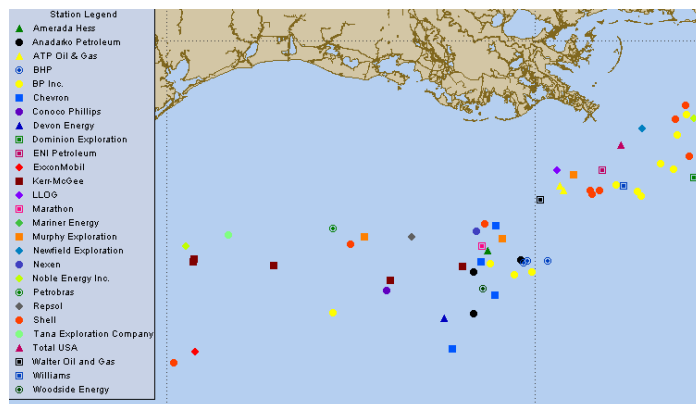 Station Legend
Amerada Hess
Anadarko Petroleum
ATP Oil & Gas
BHP
BP Inc.
Chevron
Conoco Phillips
Devon Energy
Dominion Exploration
ENI Petroleum
ExxonMobil
Kerr-McGee
LLOG
Marathon
Mariner Energy
Murphy Exploration
Newfield Exploration
Nexen
Noble Energy Inc.
Petrobras
Repsol
Shell
Tana Exploration Company
Total USA
Walter Oil and Gas
Williams
Woodside Energy